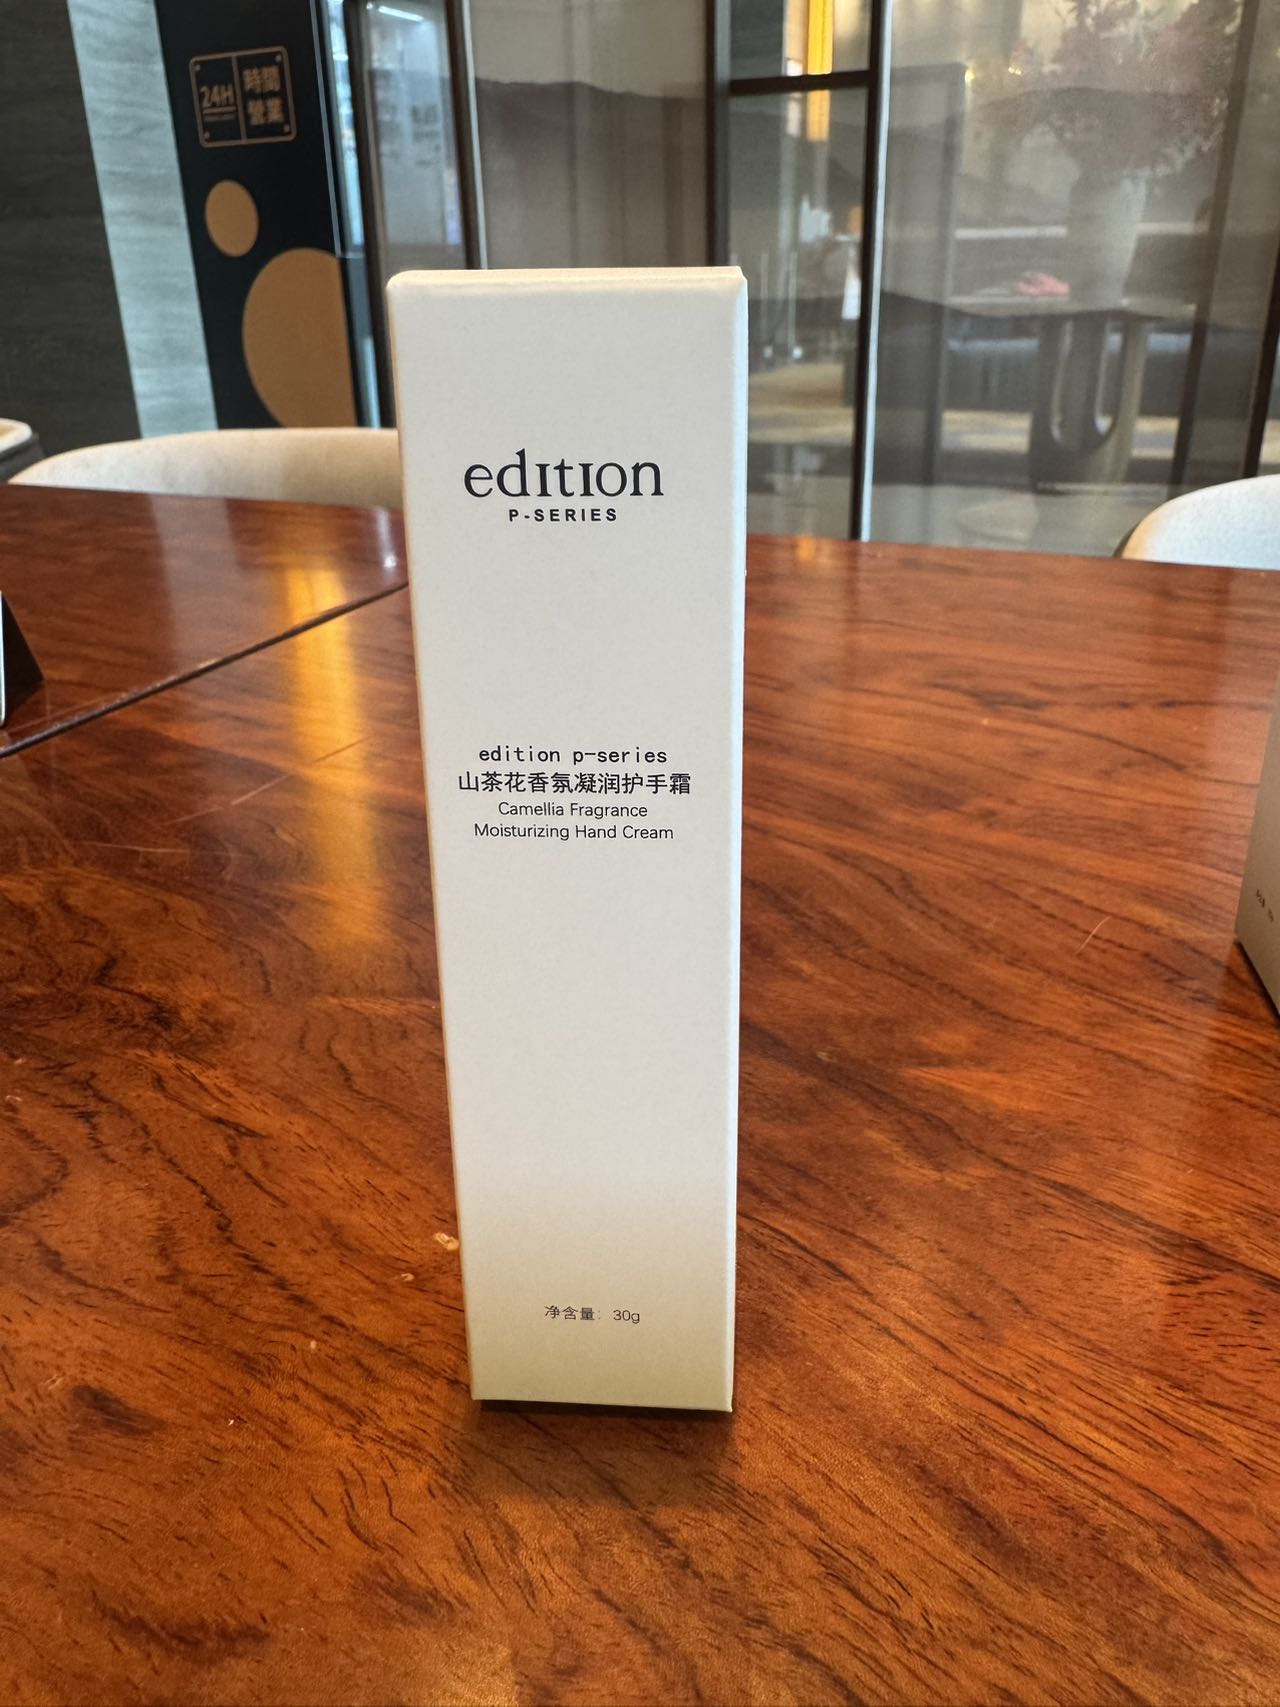 24H
時間
營業
edition
P-SERIES
edition p-series
山茶花香氛凝润护手霜
Camellia Fragrance
Moisturizing Hand Cream
净含量: 30g